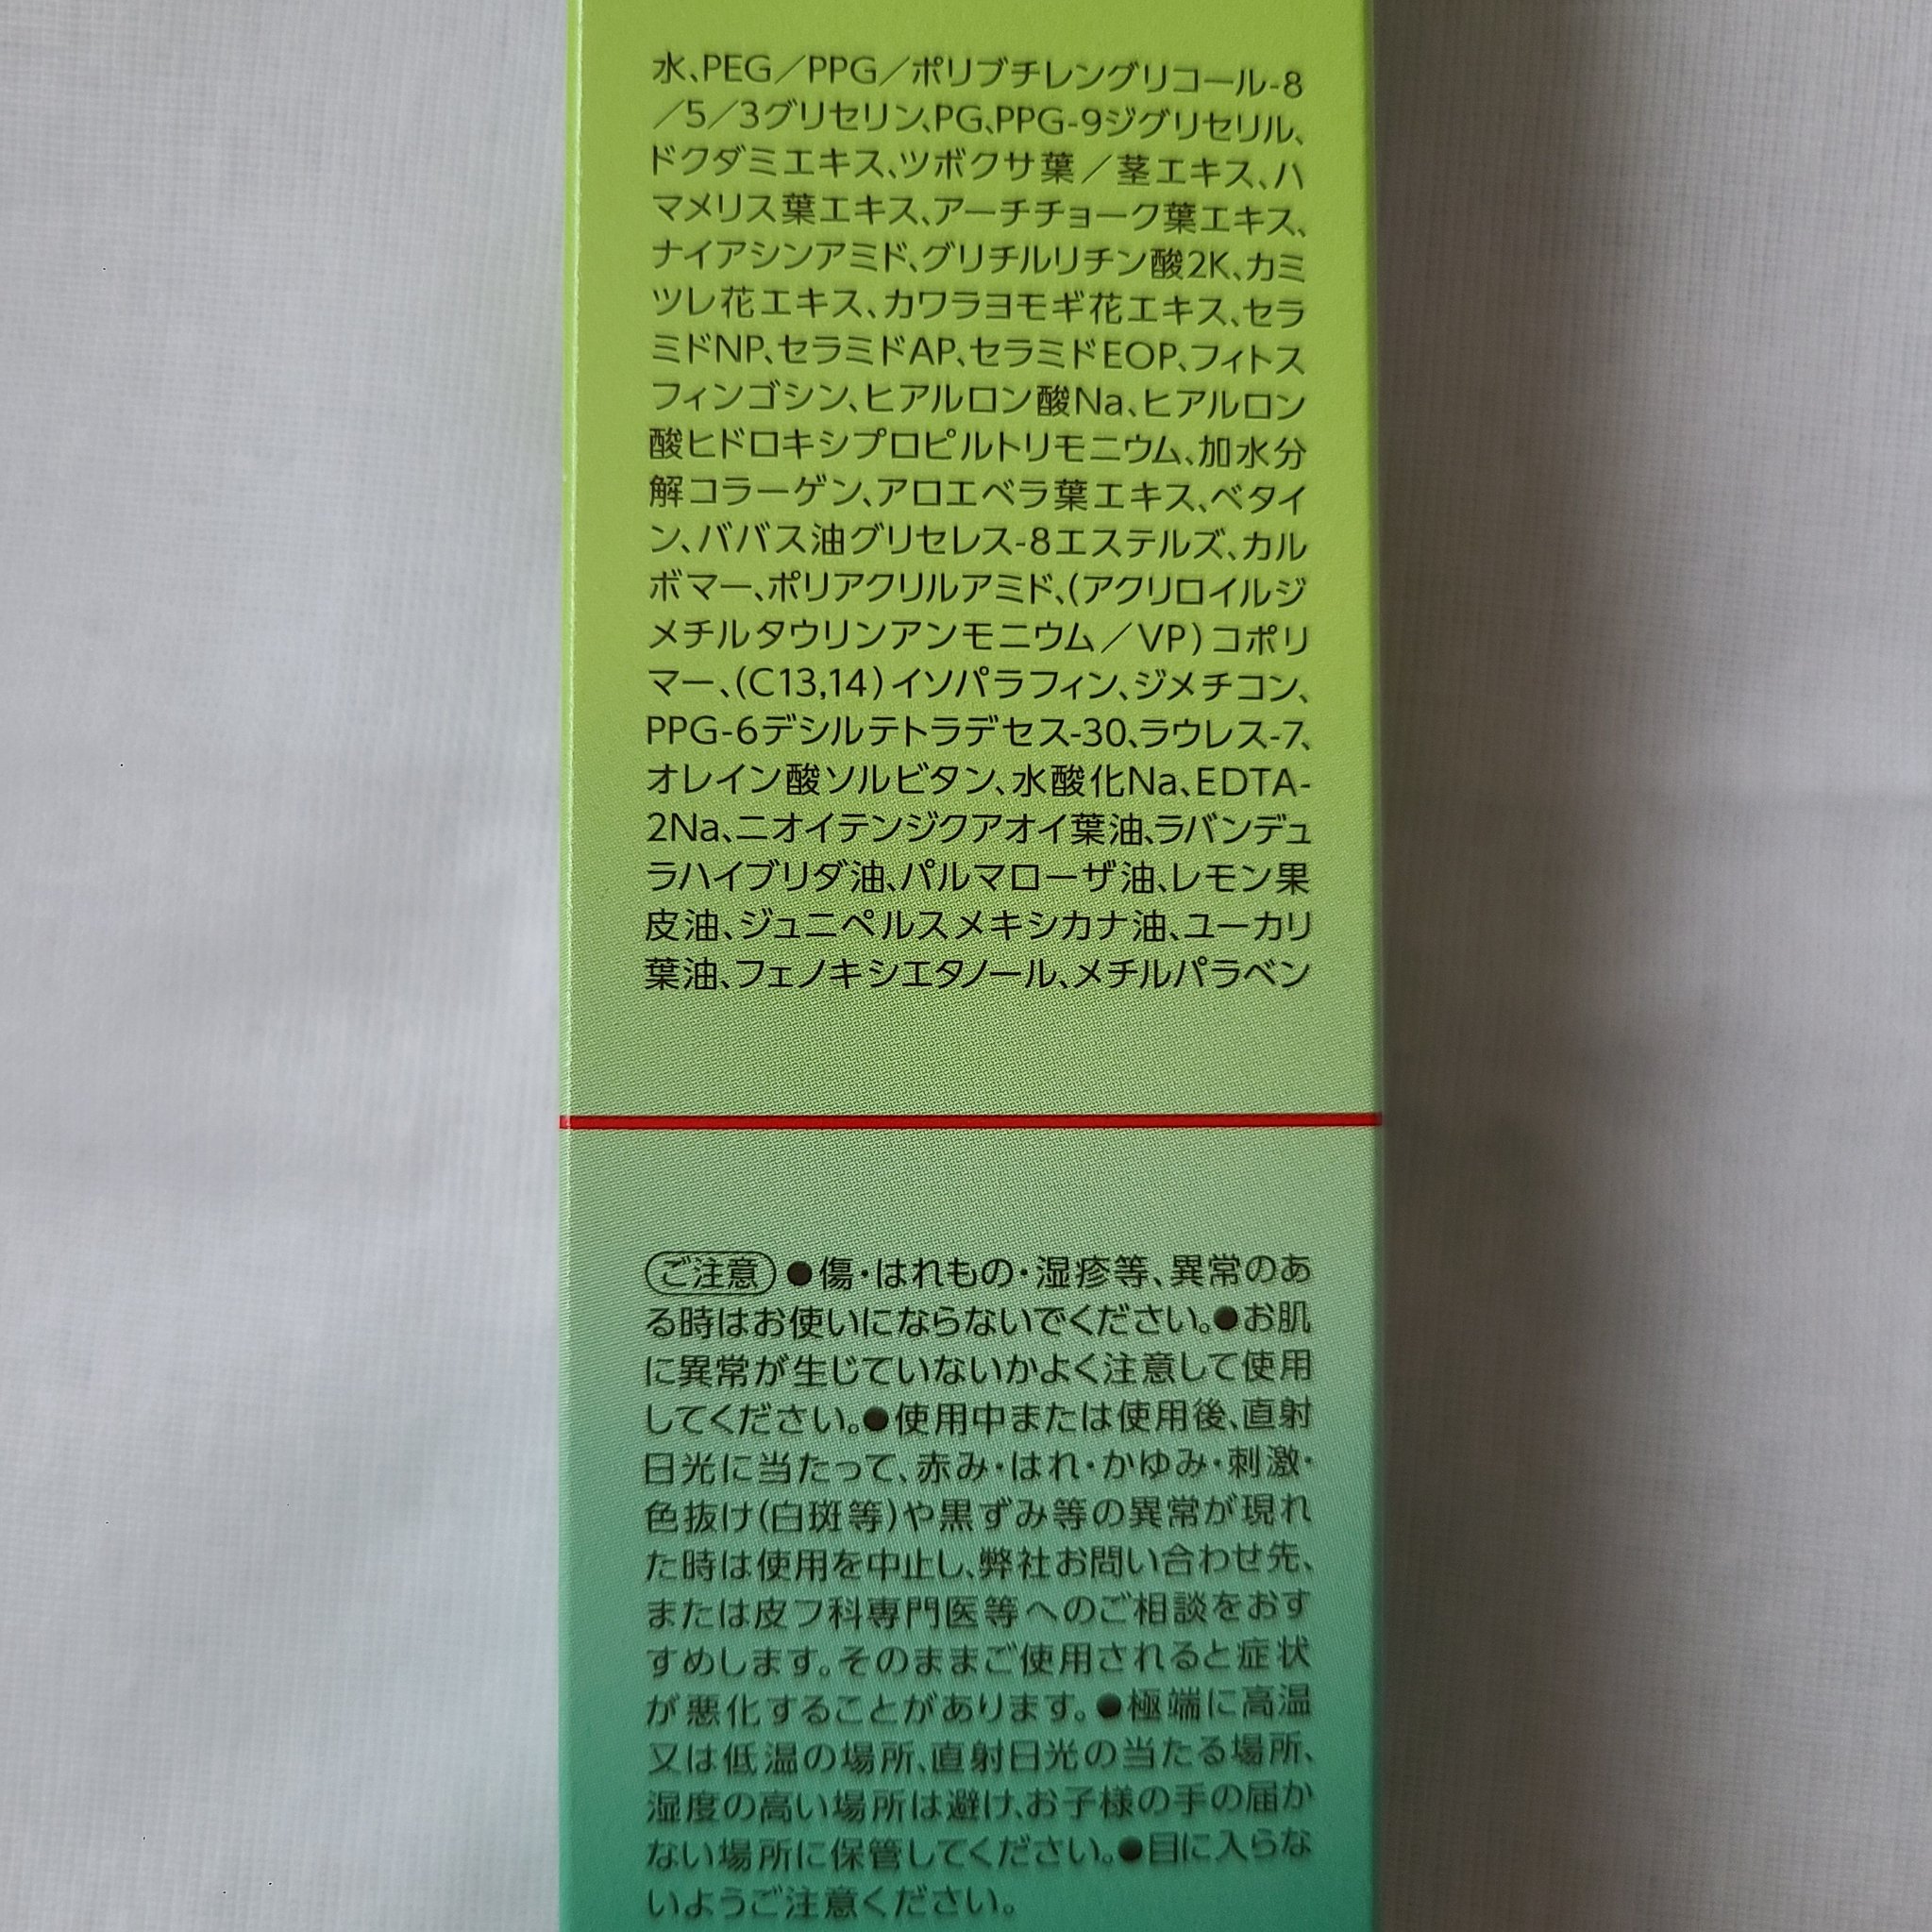 水、PEG／PPG／ポリブチレングリコール-8
／5／3グリセリン、PG、PPG-9ジグリセリル、
ドクダミエキス、ツボクサ葉／茎エキス、ハ
マメリス葉エキス、アーチチョーク葉エキス、
ナイアシンアミド、グリチルリチン酸2K、カミ
ツレ花エキス、カワラヨモギ花エキス、セラ
ミドNP、セラミドAP、セラミドEOP、フィトス
フィンゴシン、ヒアルロン酸Na、ヒアルロン
酸ヒドロキシプロピルトリモニウム、加水分
解コラーゲン、アロエベラ葉エキス、ベタイ
ン、ババス油グリセレス-8エステルズ、カル
ボマー、ポリアクリルアミド、(アクリロイルジ
メチルタウリンアンモニウム／VP)コポリ
マー、(C13,14)イソパラフィン、ジメチコン、
PPG-6デシルテトラデセス-30、ラウレス-7、
オレイン酸ソルビタン、水酸化Na、EDTA-
2Na、ニオイテンジクアオイ葉油、ラバンデュ
ラハイブリダ油、パルマローザ油、レモン果
皮油、ジュニペルスメキシカナ油、ユーカリ
葉油、フェノキシエタノール、メチルパラベン
ご注意 ●傷・はれもの・湿疹等、異常のあ
る時はお使いにならないでください。●お肌
に異常が生じていないかよく注意して使用
してください。●使用中または使用後、直射
日光に当たって、赤み・はれ・かゆみ・刺激・
色抜け(白斑等)や黒ずみ等の異常が現れ
た時は使用を中止し、弊社お問い合わせ先、
または皮フ科専門医等へのご相談をおす
すめします。そのままご使用されると症状
が悪化することがあります。●極端に高温
又は低温の場所、直射日光の当たる場所、
湿度の高い場所は避け、お子様の手の届か
ない場所に保管してください。●目に入らな
いようご注意ください。